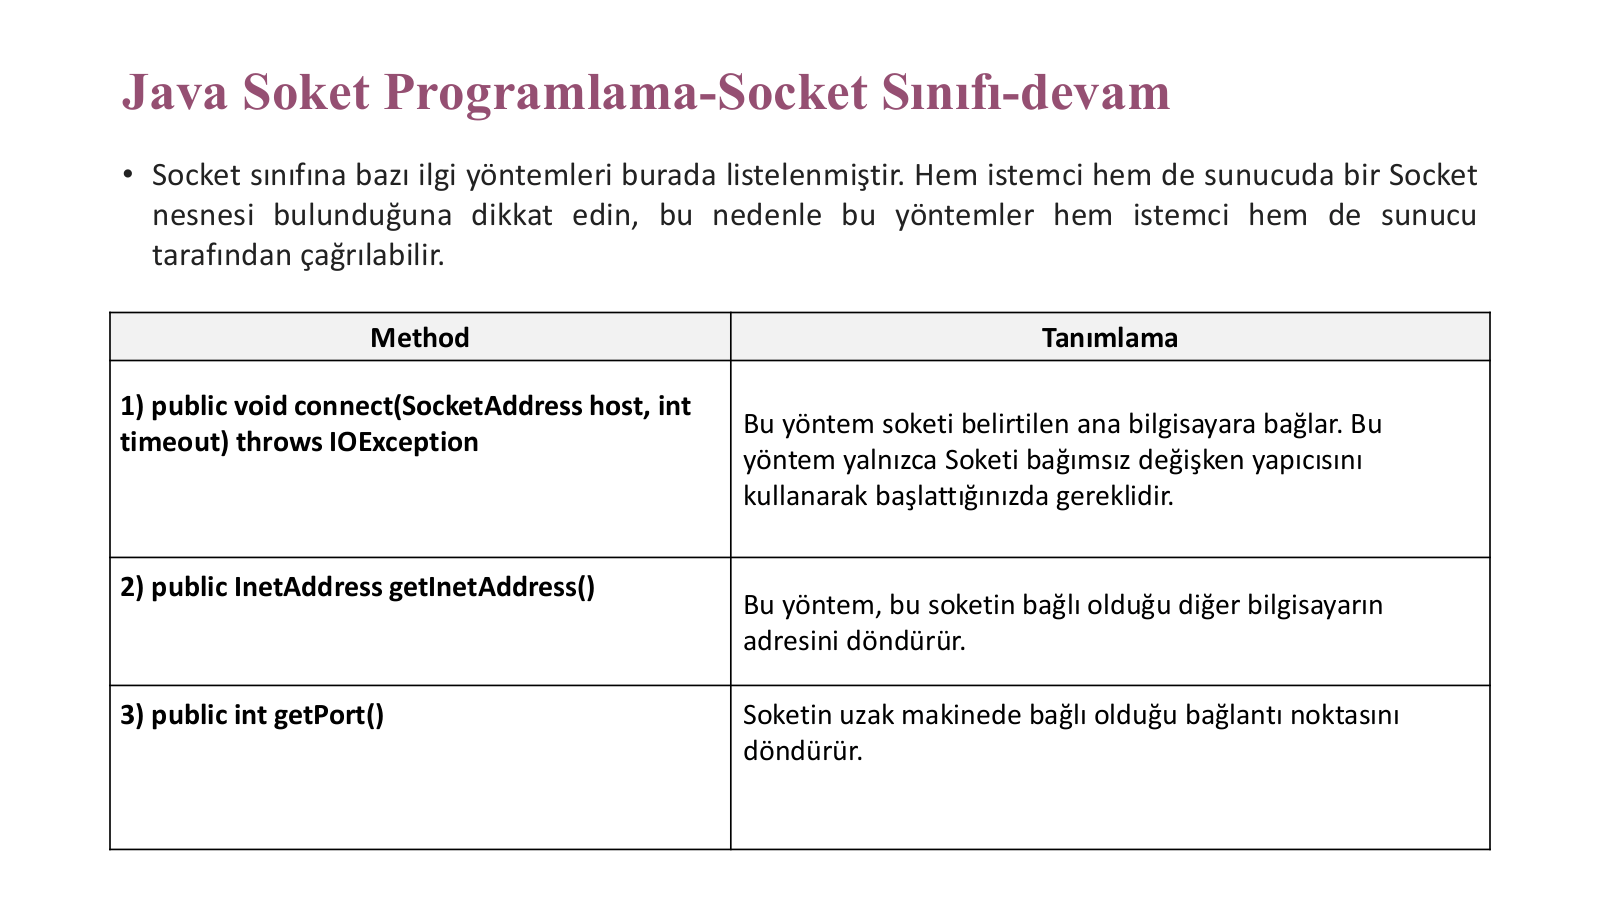 Java Soket Programlama-Socket Sınıfı-devam
• Socket sınıfına bazı ilgi yöntemleri burada listelenmiştir. Hem istemci hem de sunucuda bir Socket
nesnesi bulunduğuna dikkat edin, bu nedenle bu yöntemler hem istemci hem de sunucu
tarafından çağrılabilir.
Method
Tanımlama
1) public void connect(SocketAddress host, int
timeout) throws IOException
Bu yöntem soketi belirtilen ana bilgisayara bağlar. Bu
yöntem yalnızca Soketi bağımsız değişken yapıcısını
kullanarak başlattığınızda gereklidir.
2) public InetAddress getInetAddress()
Bu yöntem, bu soketin bağlı olduğu diğer bilgisayarın
adresini döndürür.
3) public int getPort()
Soketin uzak makinede bağlı olduğu bağlantı noktasını
döndürür.